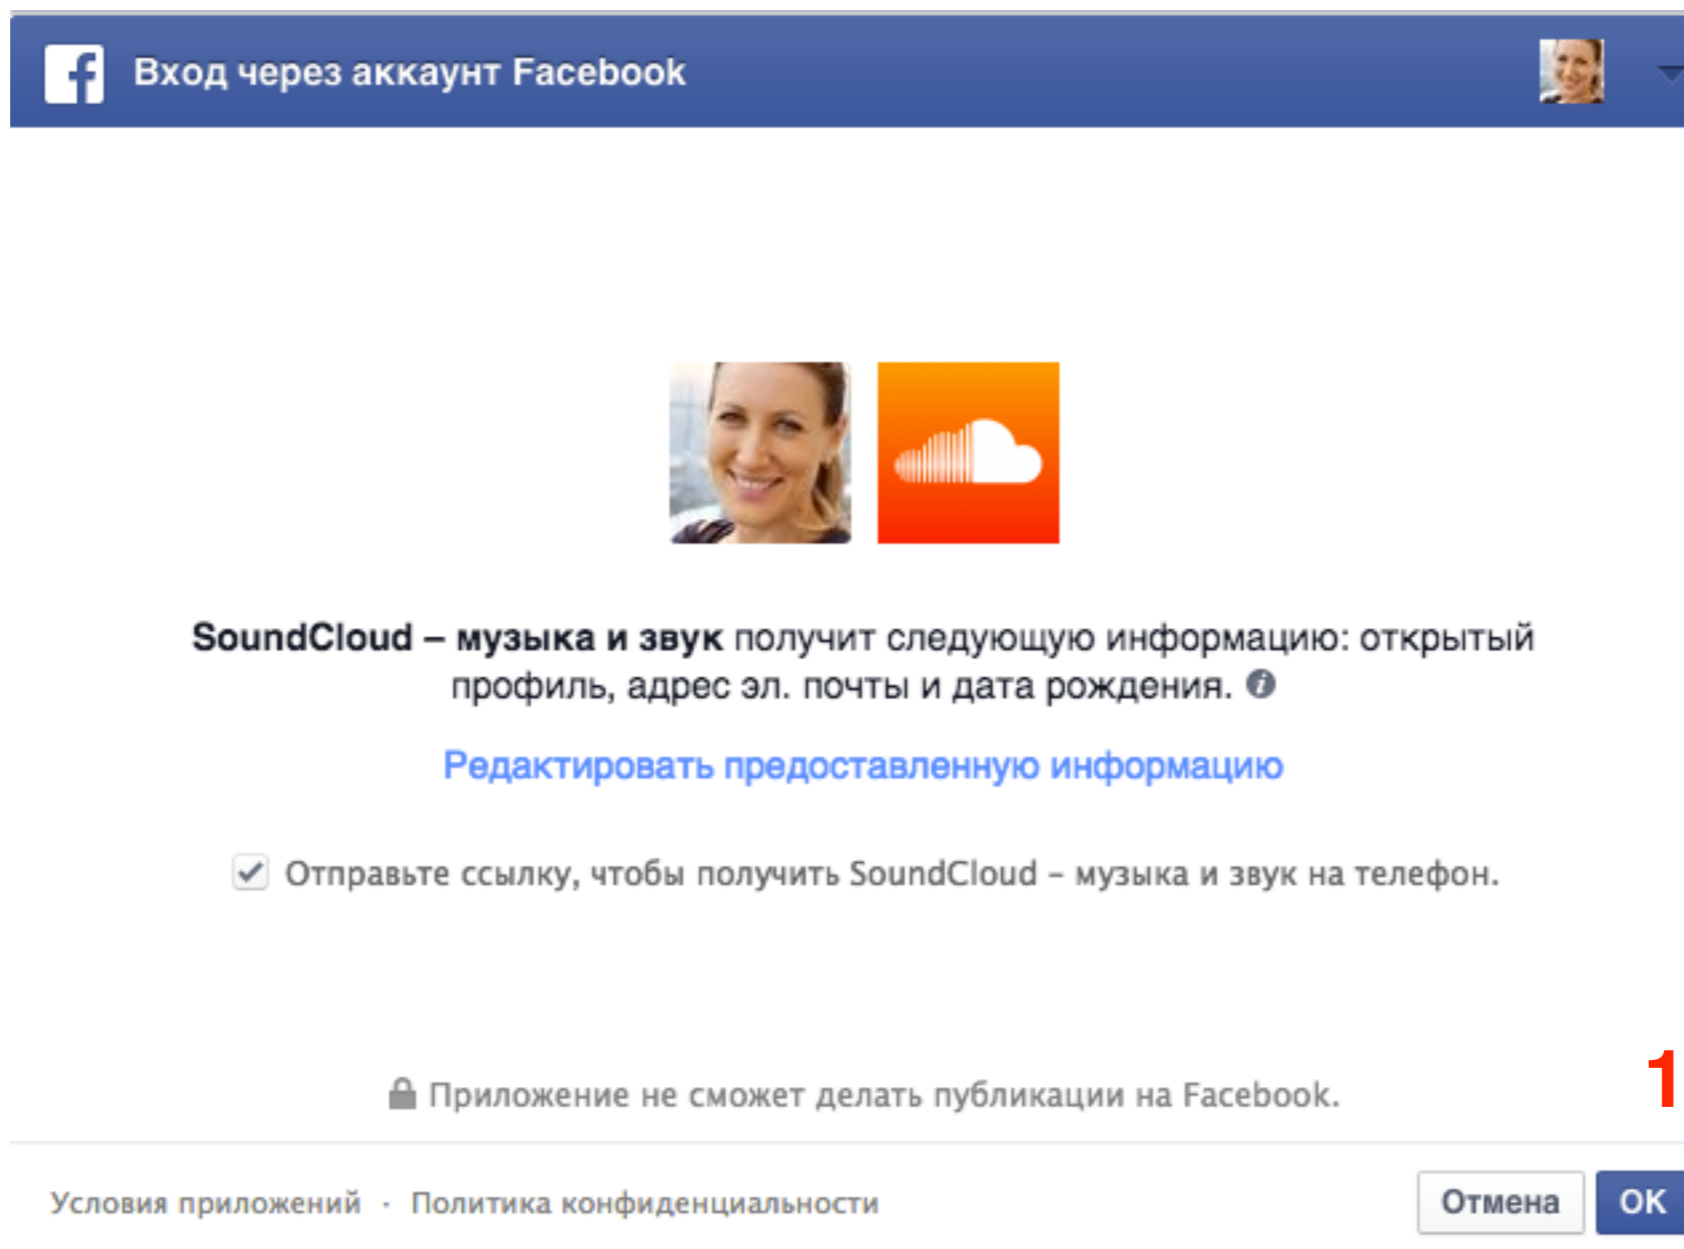 Вход через аккаунт Facebook
SoundCloud – музыка и звук получит следующую информацию: открытый
профиль, адрес эл. почты и дата рождения.
Редактировать предоставленную информацию
Отправьте ссылку, чтобы получить SoundCloud – музыка и звук на телефон.
1
Приложение не сможет делать публикации на Facebook.
Условия приложений · Политика конфиденциальности
Отмена
ОК